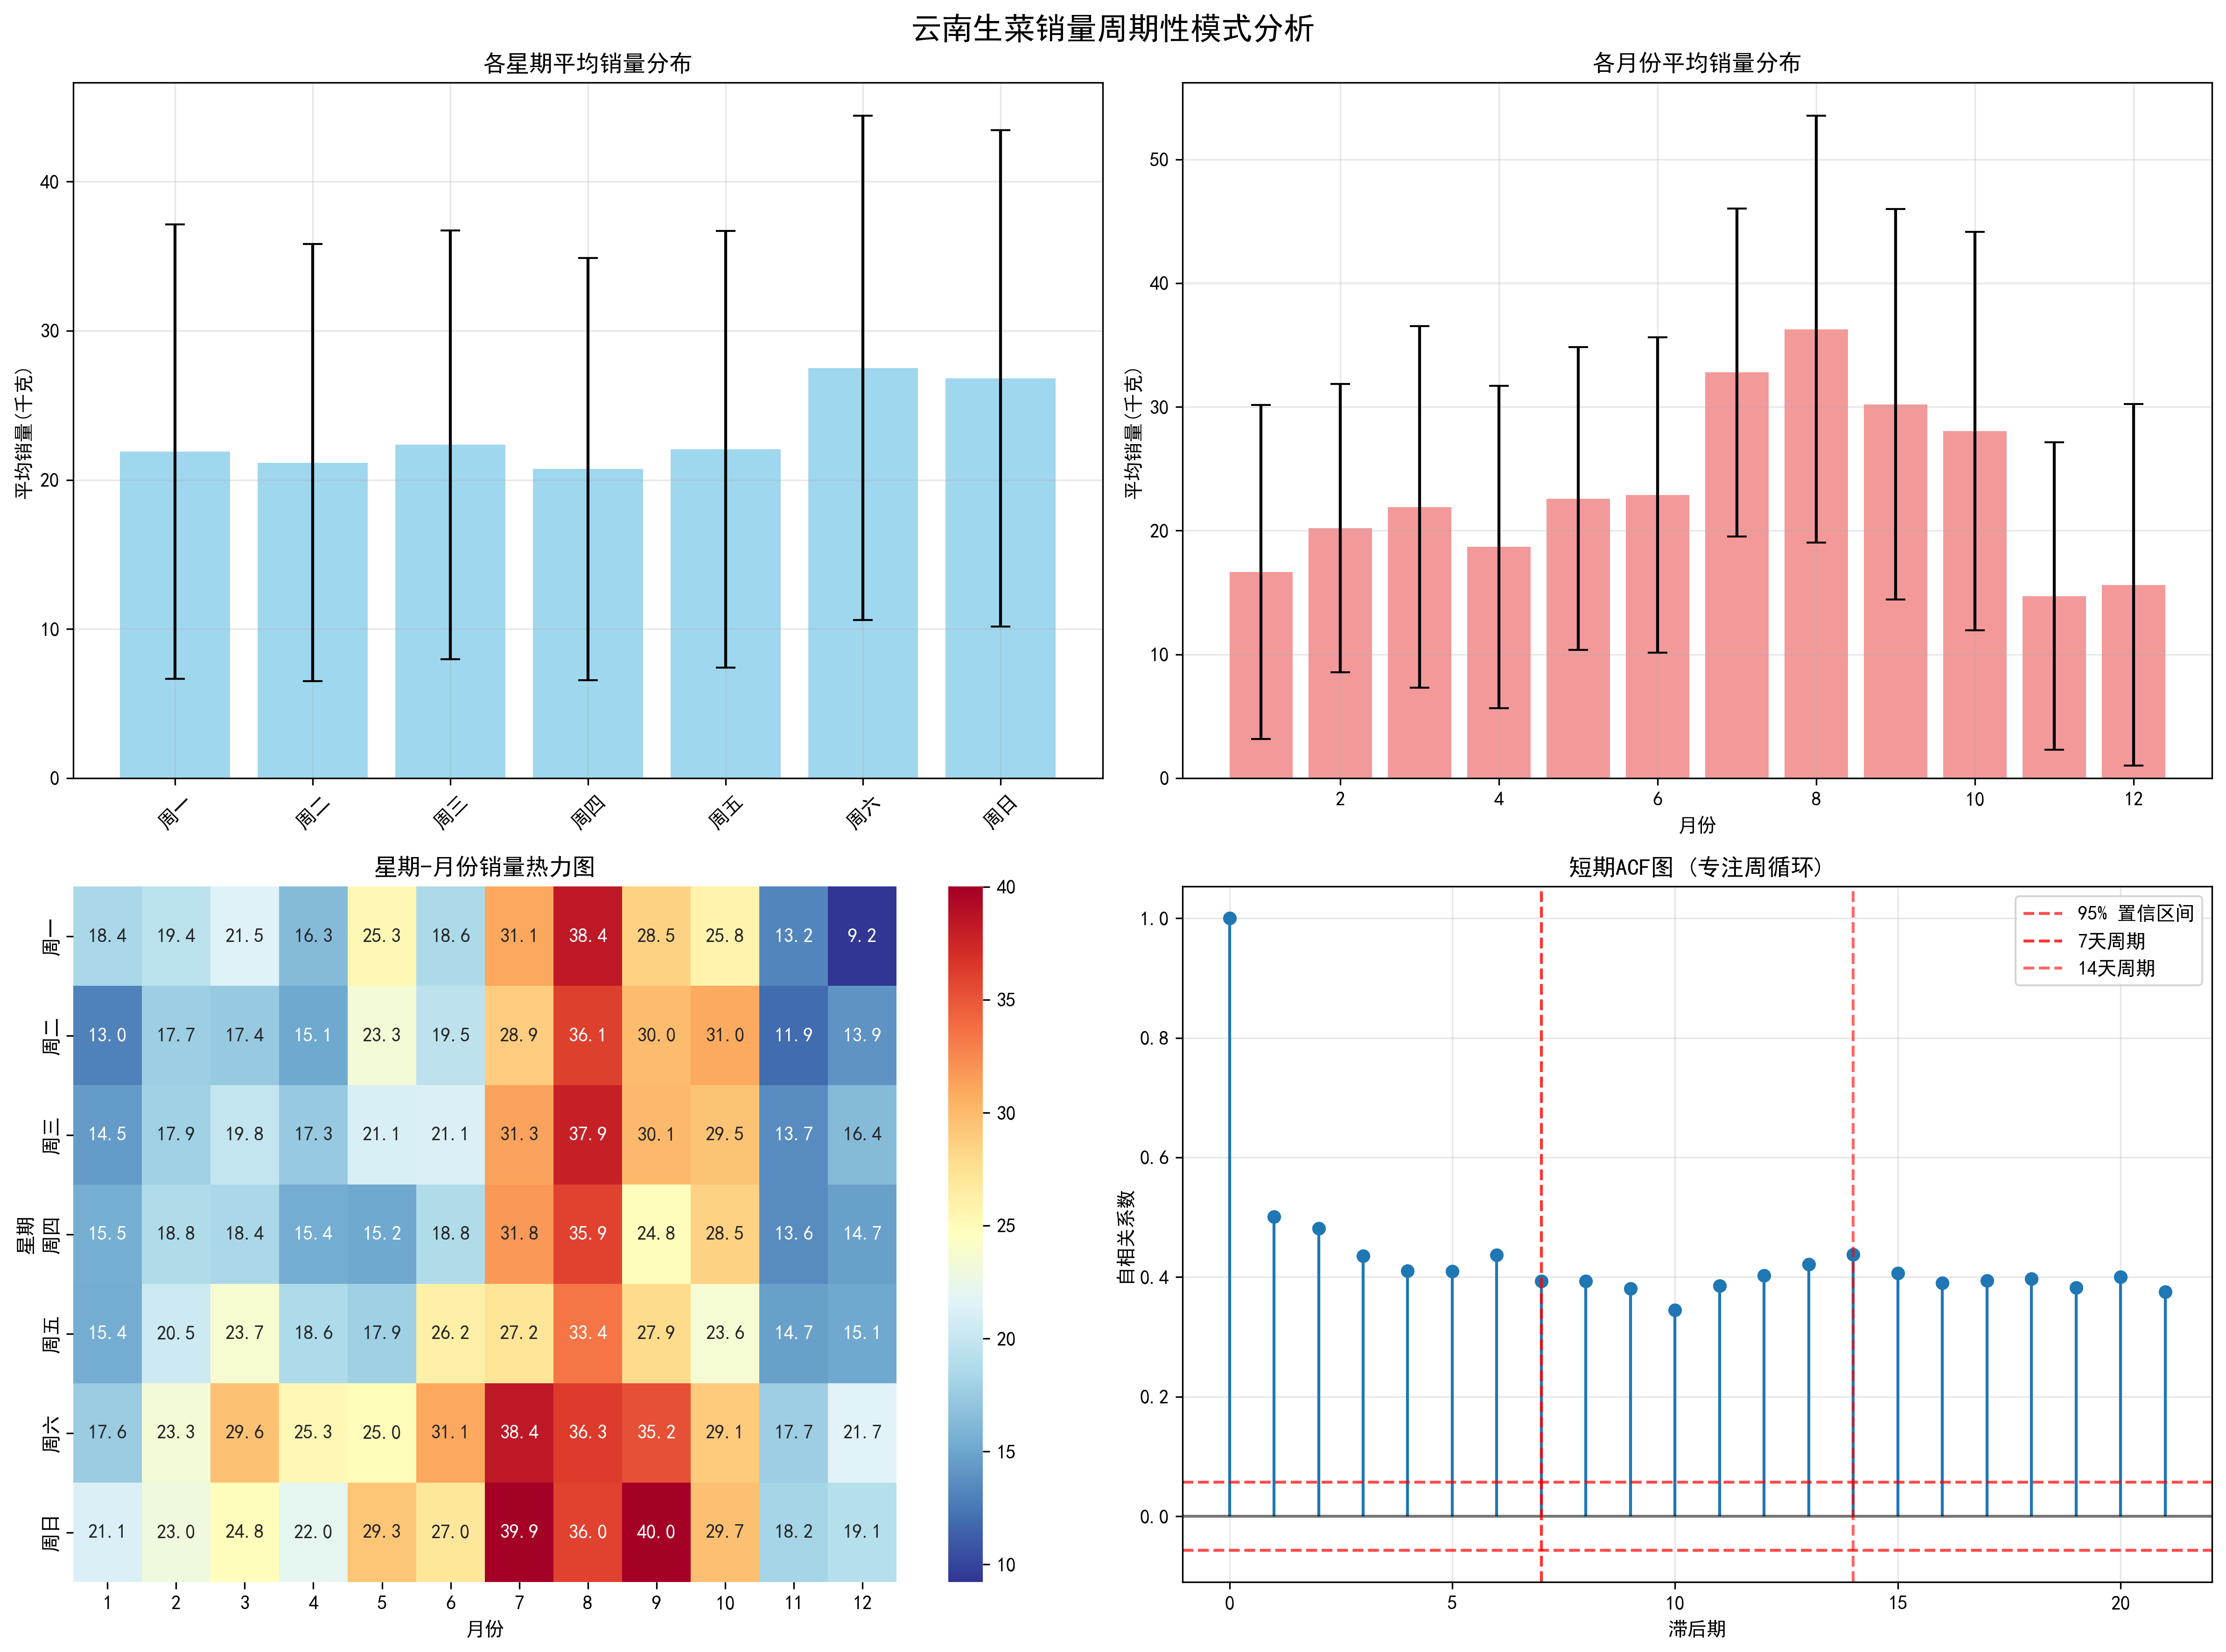 云南生菜销量周期性模式分析
各星期平均销量分布
平均销量(千克)
40
30
20
10
0
周一 周二 周三 周四 周五 周六 周日
各月份平均销量分布
平均销量(千克)
50
40
30
20
10
0
2 4 6 8 10 12
月份
星期-月份销量热力图
星期
周一 18.4 19.4 21.5 16.3 25.3 18.6 31.1 38.4 28.5 25.8 13.2 9.2
周二 13.0 17.7 17.4 15.1 23.3 19.5 28.9 36.1 30.0 31.0 11.9 13.9
周三 14.5 17.9 19.8 17.3 21.1 21.1 31.3 37.9 30.1 29.5 13.7 16.4
周四 15.5 18.8 18.4 15.4 15.2 18.8 31.8 35.9 24.8 28.5 13.6 14.7
周五 15.4 20.5 23.7 18.6 17.9 26.2 27.2 33.4 27.9 23.6 14.7 15.1
周六 17.6 23.3 29.6 25.3 25.0 31.1 38.4 36.3 35.2 29.1 17.7 21.7
周日 21.1 23.0 24.8 22.0 29.3 27.0 39.9 36.0 40.0 29.7 18.2 19.1
1 2 3 4 5 6 7 8 9 10 11 12
月份
40
35
30
25
20
15
10
短期ACF图 (专注周循环)
95% 置信区间
7天周期
14天周期
自相关系数
1.0
0.8
0.6
0.4
0.2
0.0
0 5 10 15 20
滞后期